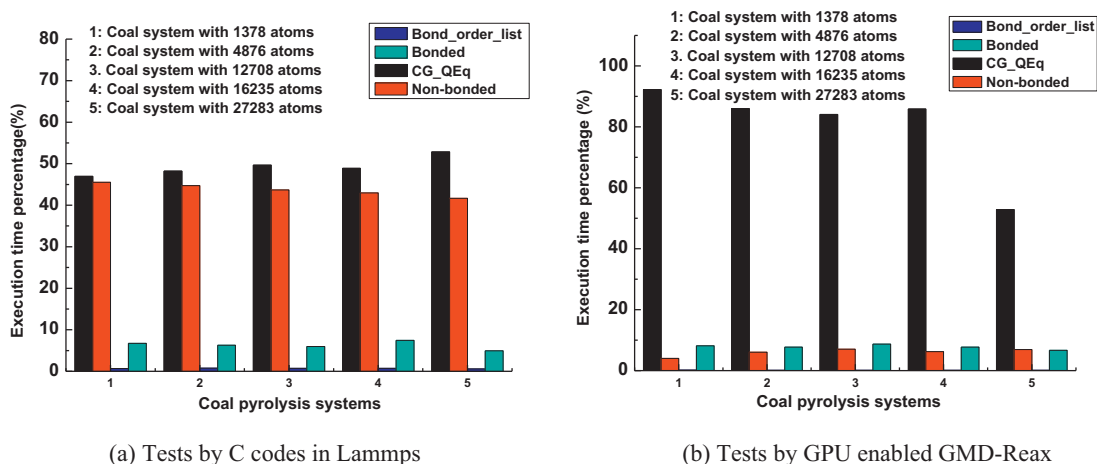 1: Coal system with 1378 atoms
2: Coal system with 4876 atoms
3. Coal system with 12708 atoms
4: Coal system with 16235 atoms
5: Coal system with 27283 atoms
Bond_order_list
Bonded
CG_QEq
Non-bonded
Execution time percentage(%)
80
70
60
50
40
30
20
10
0
1
2
3
4
5
Coal pyrolysis systems
(a) Tests by C codes in Lammps
1: Coal system with 1378 atoms
2: Coal system with 4876 atoms
3: Coal system with 12708 atoms
4: Coal system with 16235 atoms
5: Coal system with 27283 atoms
Bond_order_list
Bonded
CG_QEq
Non-bonded
Execution time percentage (%)
100
80
60
40
20
0
1
2
3
4
5
Coal pyrolysis systems
(b) Tests by GPU enabled GMD-Reax